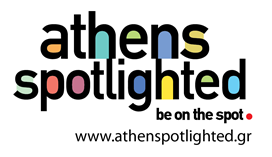 athens
spotlighted
be on the spot.
www.athenspotlighted.gr